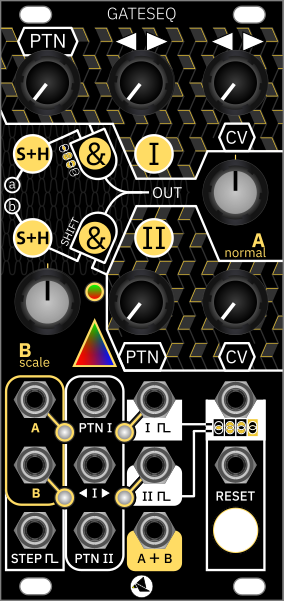 GATESEQ
PTN
S+H
&
I
CV
a
OUT
b
S+H
SHIFT
&
II
A
normal
B
scale
PTN
CV
A
PTN I
I
B
I
II
RESET
STEP
PTN II
A + B